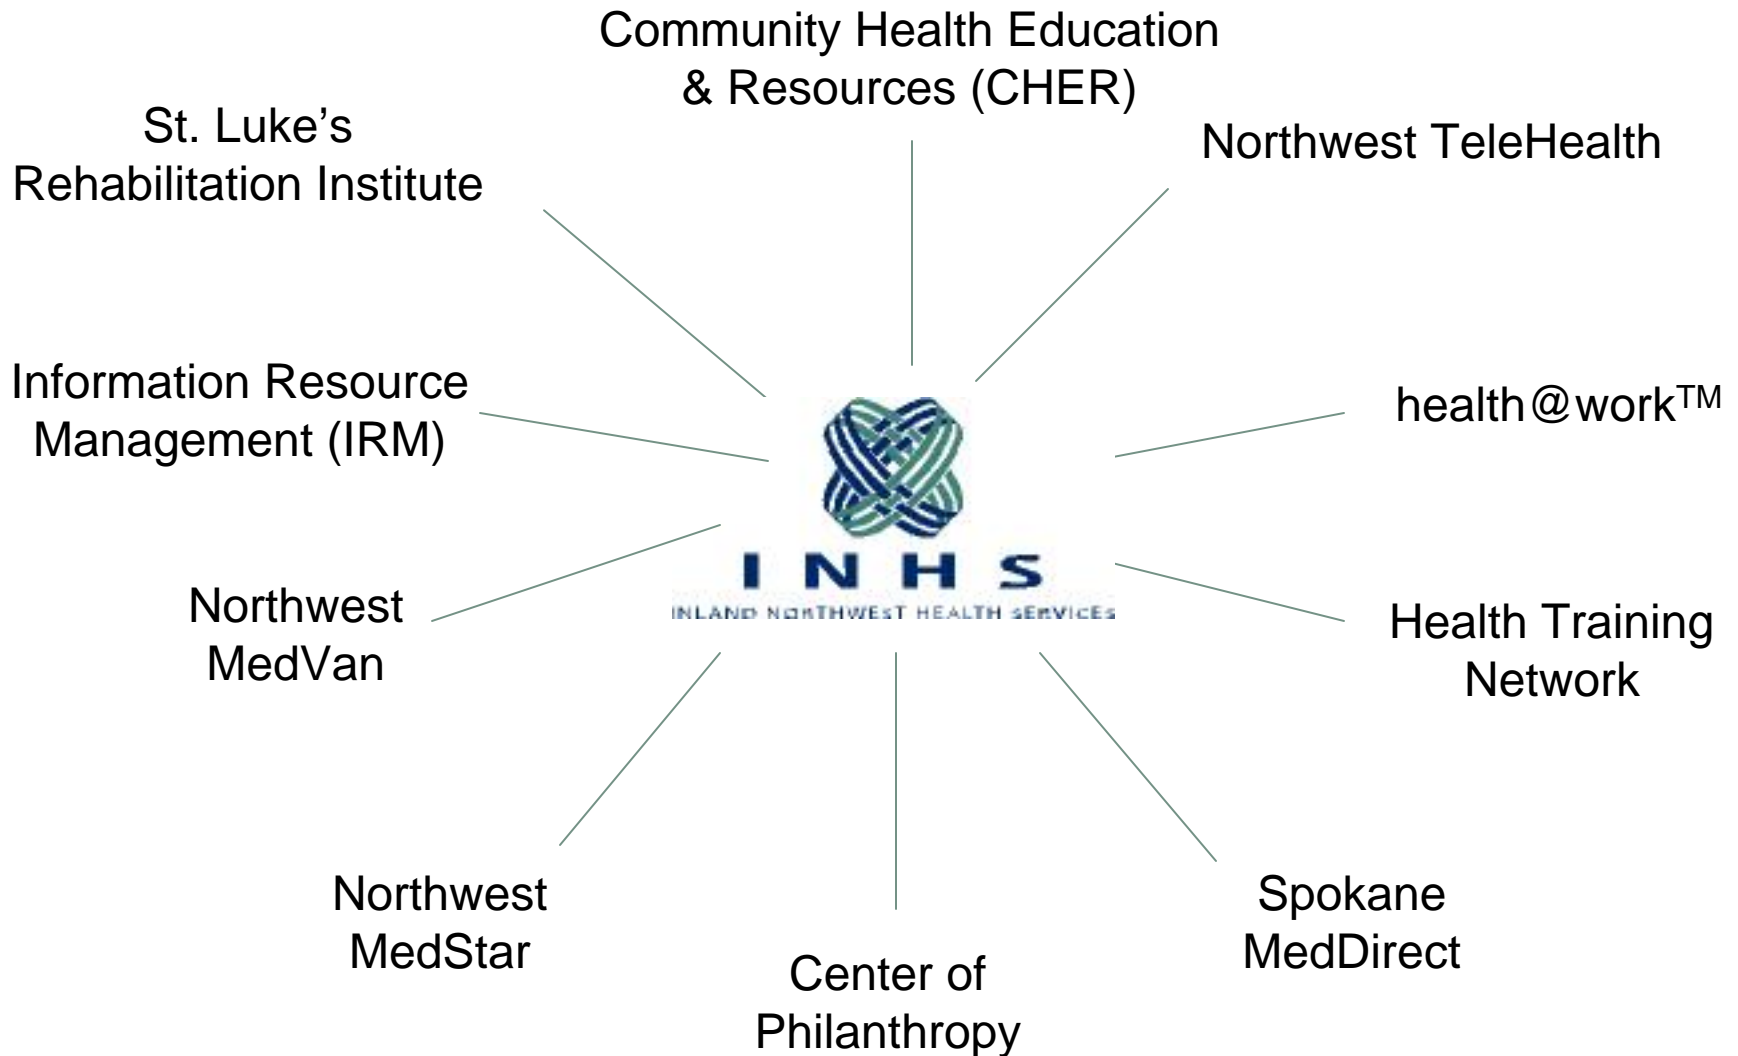 Community Health Education
& Resources (CHER)
St. Luke’s
Rehabilitation Institute
Northwest TeleHealth
Information Resource
Management (IRM)
health@work™
INHS
INLAND NORTHWEST HEALTH SERVICES
Northwest
MedVan
Health Training
Network
Northwest
MedStar
Spokane
MedDirect
Center of
Philanthropy